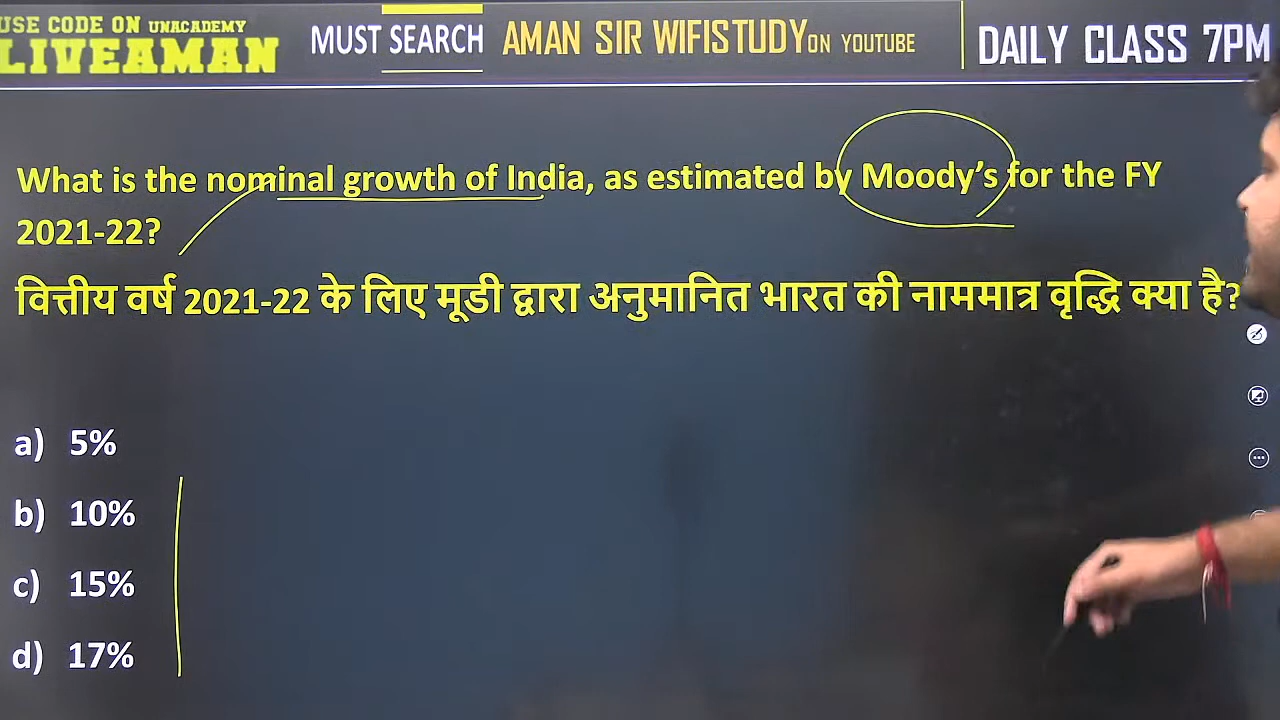 USE CODE ON UNACADEMY
LIVEAMAN
MUST SEARCH AMAN SIR WIFISTUDY ON YOUTUBE
DAILY CLASS 7PM
What is the nominal growth of India, as estimated by Moody's for the FY
2021-22?
वित्तीय वर्ष 2021-22 के लिए मूडी द्वारा अनुमानित भारत की नाममात्र वृद्धि क्या है?
a) 5%
b) 10%
c) 15%
d) 17%